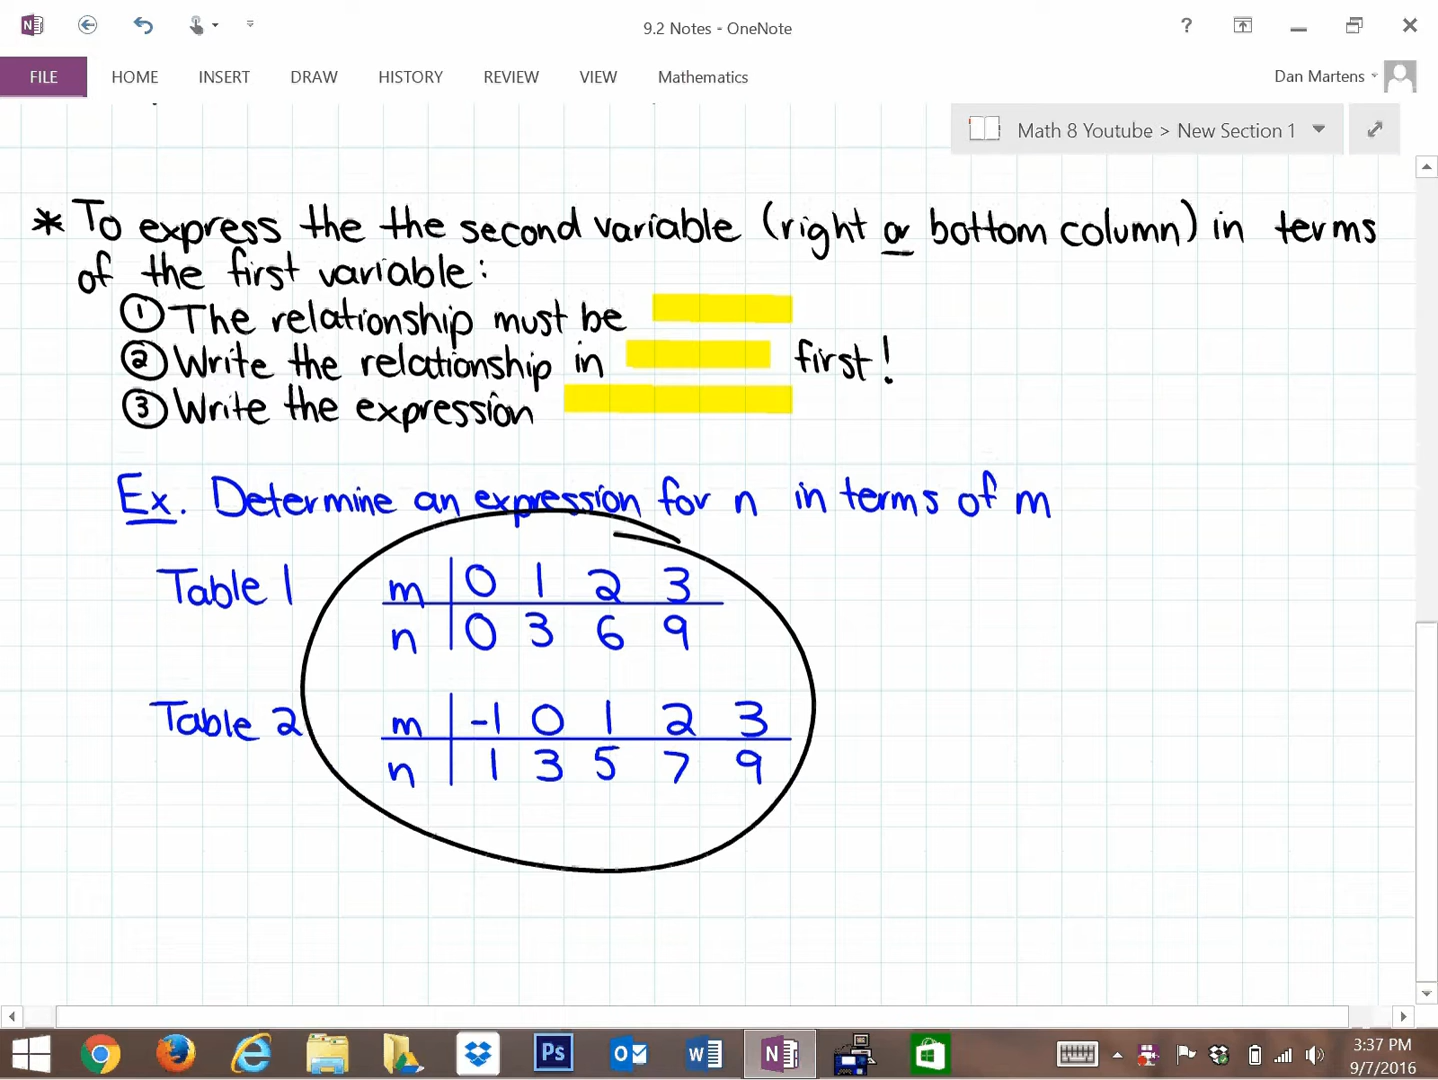 9.2 Notes - OneNote
?
FILE HOME INSERT DRAW HISTORY REVIEW VIEW Mathematics
Dan Martens
Math 8 Youtube > New Section 1
* To express the the second variable (right or bottom column) in terms
of the first variable:
① The relationship must be
② Write the relationship in first!
③ Write the expression
Ex. Determine an expression for n in terms of m
Table 1
m 0 1 2 3
n 0 3 6 9
Table 2
m -1 0 1 2 3
n 1 3 5 7 9
3:37 PM
9/7/2016